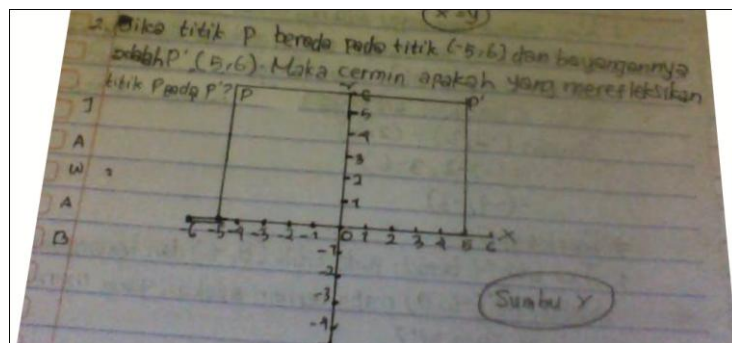 x = y
2. Jika titik P berada pada titik (-5,6) dan bayangannya
adalah P' (5,6). Maka cermin apakah yang merefleksikan
titik P pada P'?
P
Y
6
P'
5
4
3
2
1
-6 -5 -4 -3 -2 -1 0 1 2 3 4 5 6 X
-1
-2
-3
-4
J
A
W
A
B
:
Sumbu Y